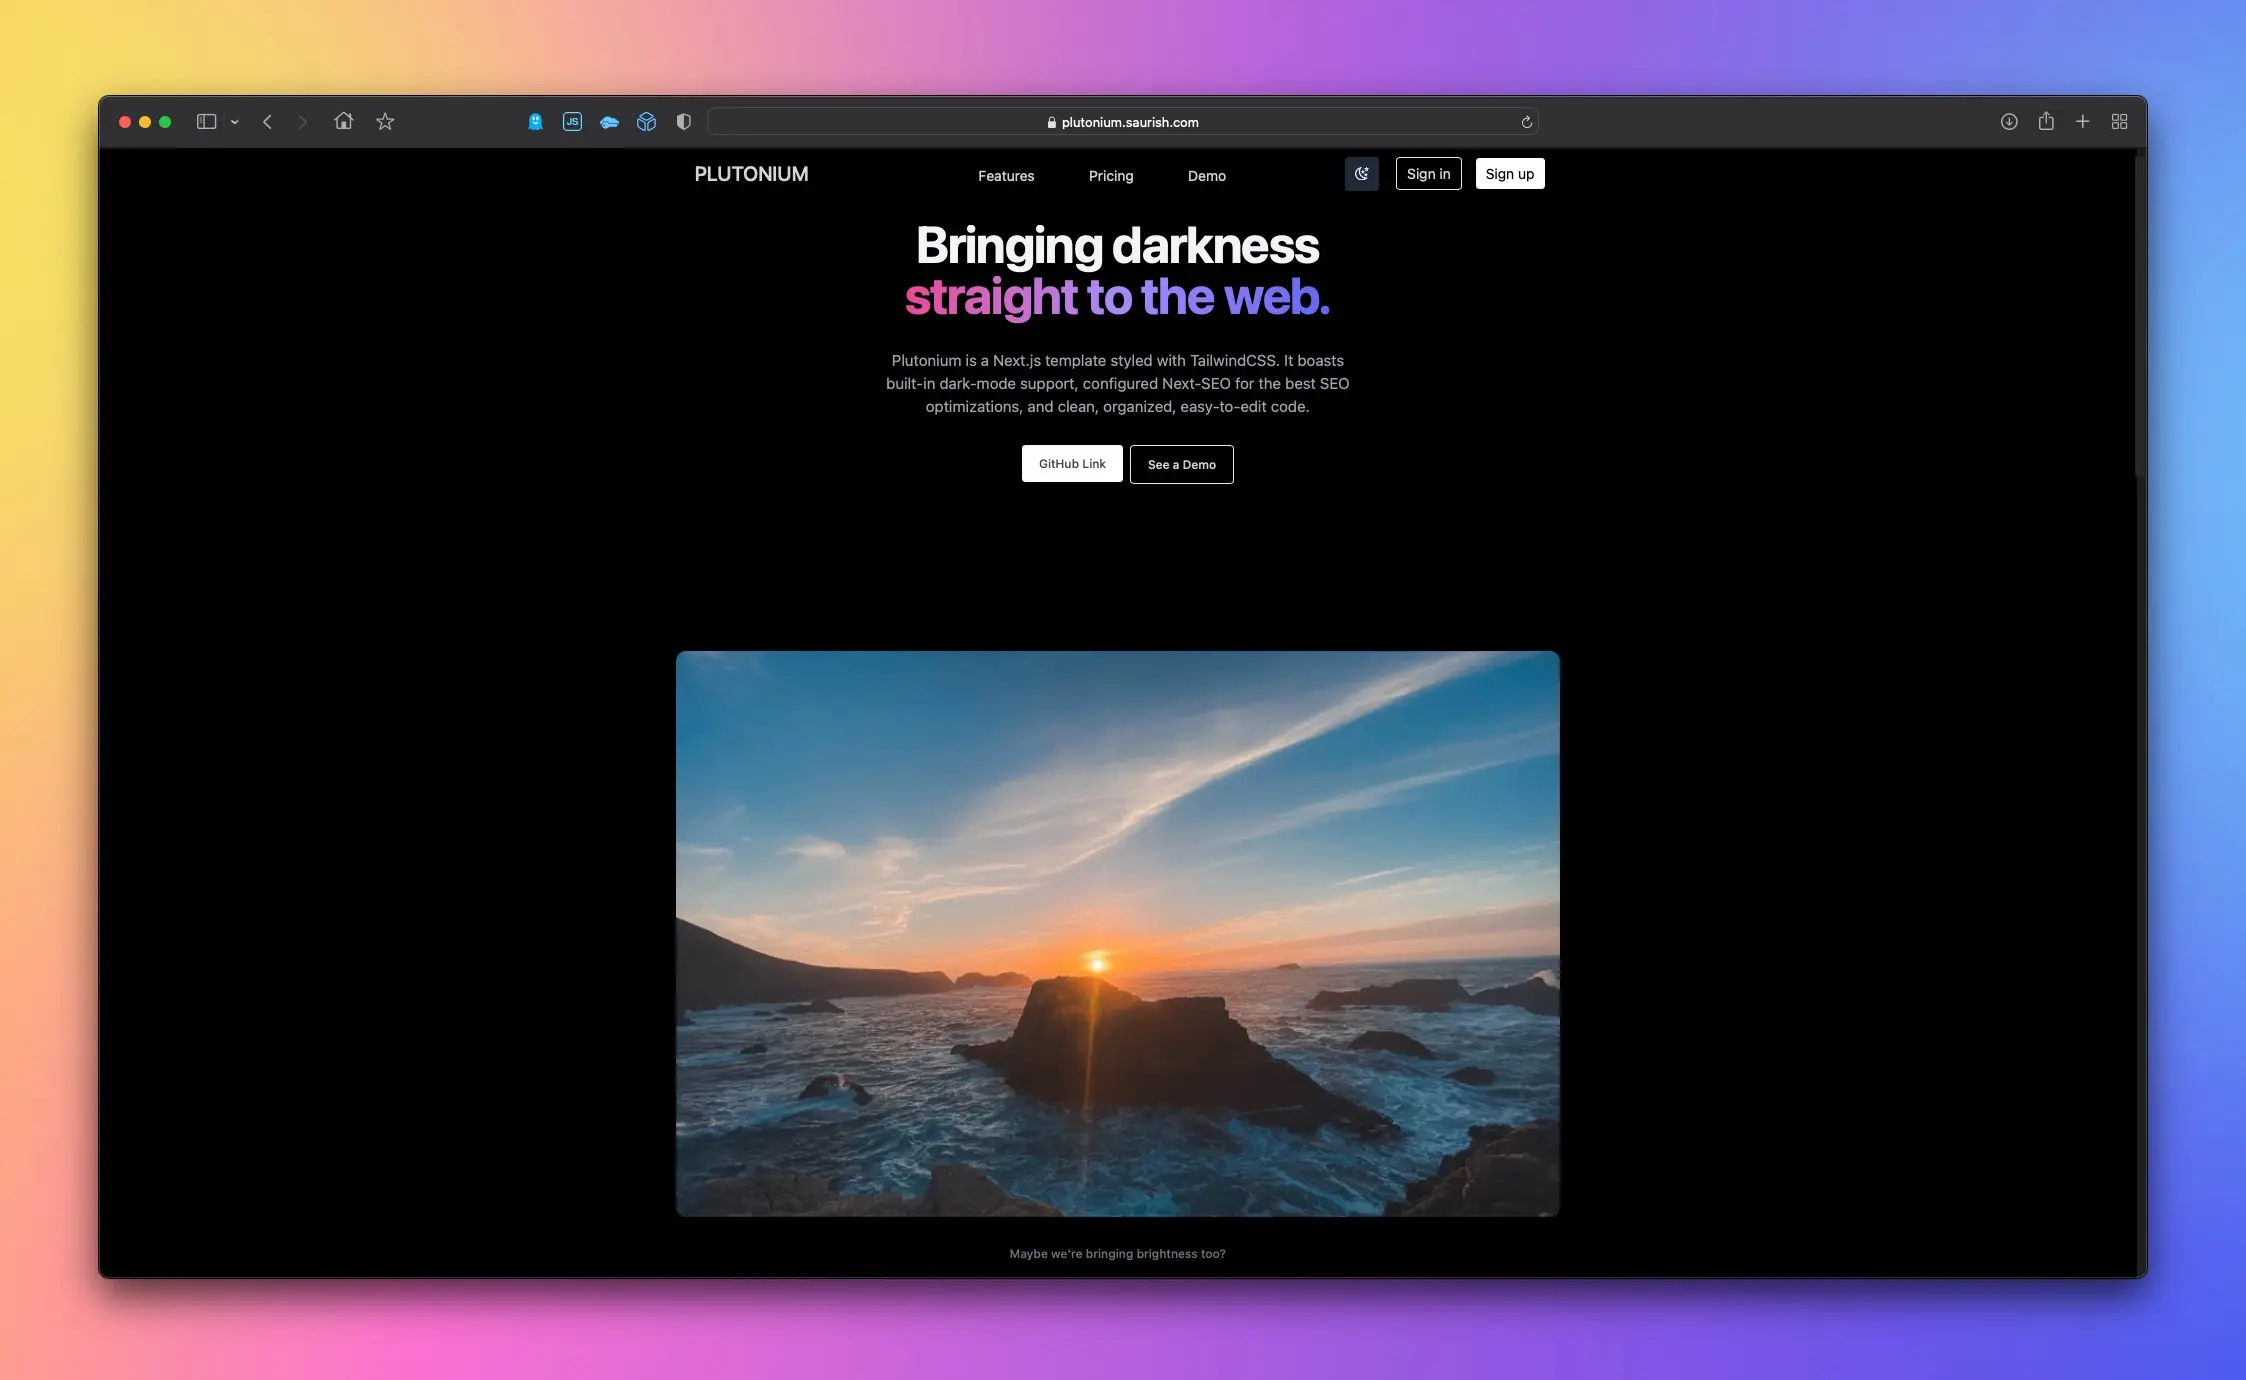 JS
plutonium.saurish.com
PLUTONIUM
Features
Pricing
Demo
Sign in
Sign up
Bringing darkness
straight to the web.
Plutonium is a Next.js template styled with TailwindCSS. It boasts
built-in dark-mode support, configured Next-SEO for the best SEO
optimizations, and clean, organized, easy-to-edit code.
GitHub Link
See a Demo
Maybe we're bringing brightness too?